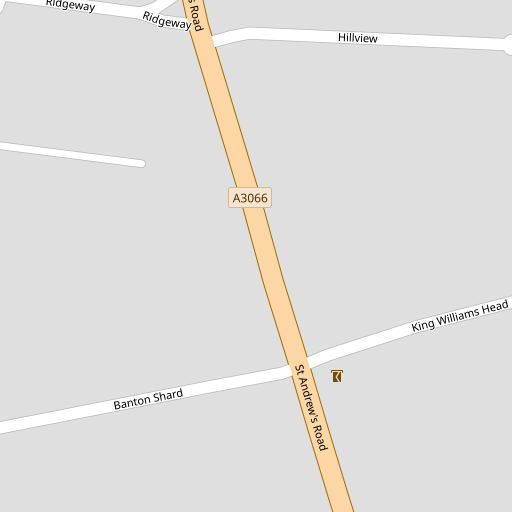 Ridgeway
Ridgeway
s Road
Hillview
A3066
King Williams Head
Banton Shard
St Andrew's Road